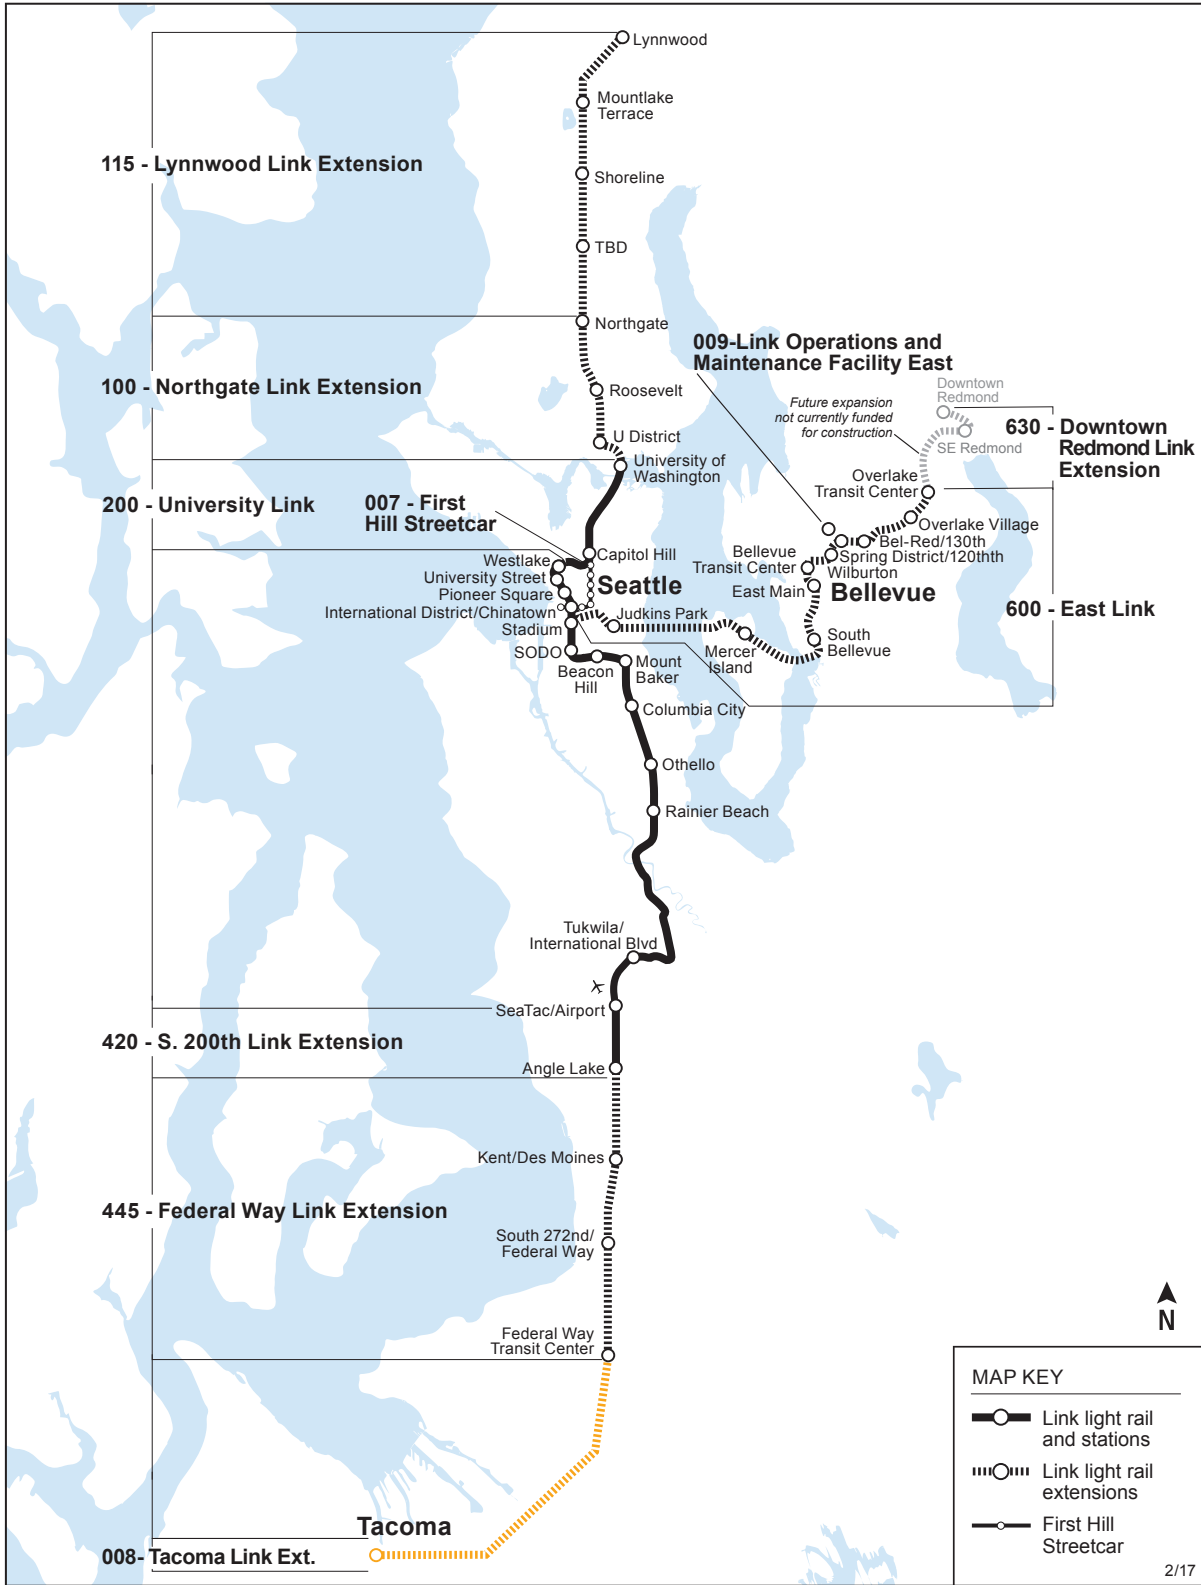 Lynnwood
Mountlake
Terrace
115 - Lynnwood Link Extension
Shoreline
TBD
Northgate
009-Link Operations and
Maintenance Facility East
100 - Northgate Link Extension
Roosevelt
Downtown
Redmond
Future expansion
not currently funded
for construction
630 - Downtown
Redmond Link
Extension
SE Redmond
U District
University of
Washington
200 - University Link
007 - First
Hill Streetcar
Overlake
Transit Center
Overlake Village
Bel-Red/130th
Spring District/120thth
Wilburton
Capitol Hill
Westlake
University Street
Pioneer Square
International District/Chinatown
Stadium
SODO
Seattle
Bellevue
Transit Center
East Main
Bellevue
600 - East Link
Judkins Park
Mercer
Island
South
Bellevue
Beacon
Hill
Mount
Baker
Columbia City
Othello
Rainier Beach
Tukwila/
International Blvd
SeaTac/Airport
420 - S. 200th Link Extension
Angle Lake
Kent/Des Moines
445 - Federal Way Link Extension
South 272nd/
Federal Way
Federal Way
Transit Center
N
MAP KEY
Link light rail
and stations
Link light rail
extensions
First Hill
Streetcar
Tacoma
008- Tacoma Link Ext.
2/17